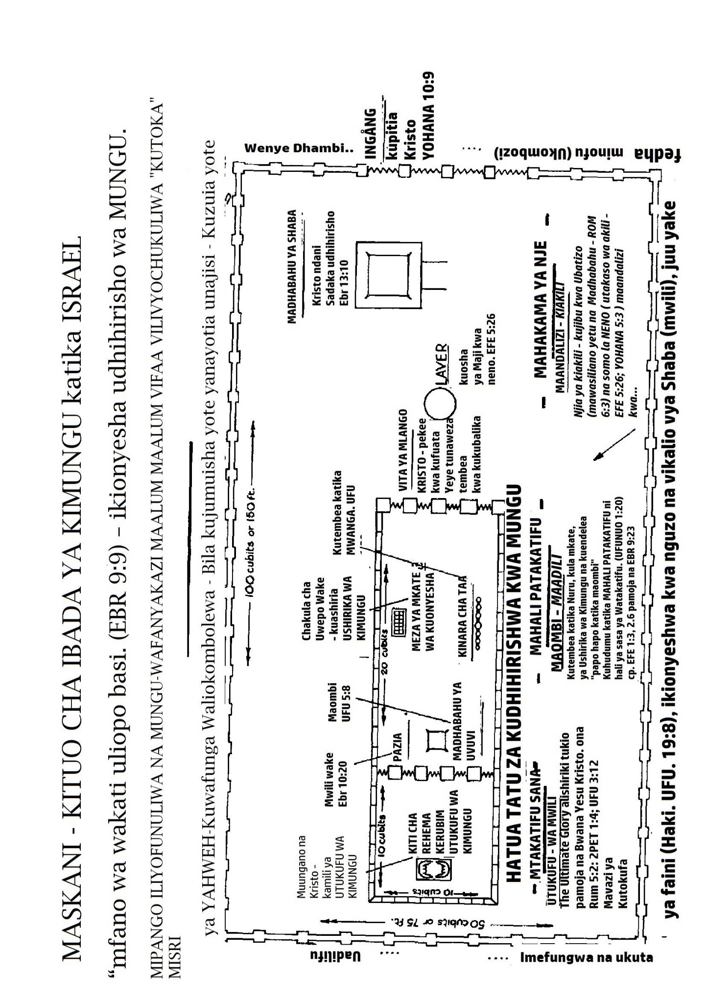 MASKANI - KITUO CHA IBADA YA KIMUNGU katika ISRAEL
“mfano wa wakati uliopo basi. (EBR 9:9) – ikionyesha udhihirisho wa MUNGU.
MIPANGO ILIYOFUNULIWA NA MUNGU-WAFANYAKAZI MAALUM MAALUM VIFAA VILIVYOCHUKULIWA "KUTOKA"
MISRI
ya YAHWEH-Kuwafunga Waliokombolewa - Bila kujumuisha yote yanayotia unajisi - Kuzuia yote
100 cubits or 150 ft.
Wenye Dhambi..
INGÅNG
kupitia
Kristo
YOHANA 10:9
minofu (Ukombozi)
fedha
MADHABAHU YA SHABA
Kristo ndani
Sadaka udhihirisho
Ebr 13:10
LAVER
kuosha
ya Maji kwa
neno. EFE 5:26
VITA YA MLANGO
KRISTO - pekee
kwa kufuata
Yeye tunaweza
tembea
kwa kukubalika
Kutembea katika
MWANGA. UFU
Chakula cha
Uwepo Wake
- kuashiria
USHIRIKA WA
KIMUNGU
Maombi
UFU 5:8
Mwili wake
Ebr 10:20
Muungano na
Kristo -
kamili ya
UTUKUFU WA
KIMUNGU
20 cubits
MEZA YA MKATE
WA KUONYESHA
KINARA CHA TAA
PAZIA
MADHABAHU YA
UVUVI
10 cubits
KITI CHA
REHEMA
KERUBIM
UTUKUFU WA
KIMUNGU
10 cubits
50 cubits or 75 ft.
HATUA TATU ZA KUDHIHIRISHWA KWA MUNGU
- MTAKATIFU SANA
UTUKUFU - WA MWILI
The Ultimate Glory alishiriki tukio
pamoja na Bwana Yesu Kristo. ona
Rum 5:2: 2PET 1:4; UFU 3:12
Mavazi ya
Kutokufa
- MAHALI PATAKATIFU -
MAOMBI - MAADILI
Kutembea katika Nuru, kula mkate,
ya Ushirika wa Kimungu na kuendelea
"papo hapo katika maombi"
Kuhudumu katika MAHALI PATAKATIFU ni
hali ya sasa ya Watakatifu. (UFUNUO 1:20)
cp. EFE 1:3, 2.6 pamoja na EBR 9:23
- MAHAKAMA YA NJE -
MAANDALIZI - KIAKILI
Njia ya kiakili - kujibu kwa Ubatizo
(mawasiliano yetu na Madhabahu - ROM
6:3) na somo la NENO ( utakaso wa akili -
EFE 5:26; YOHANA 5:3 ) maandalizi
kwa...
Uadilifu
Imefungwa na ukuta
ya faini (Haki. UFU. 19:8), ikionyeshwa kwa nguzo na vikalio vya Shaba (mwili), juu yake